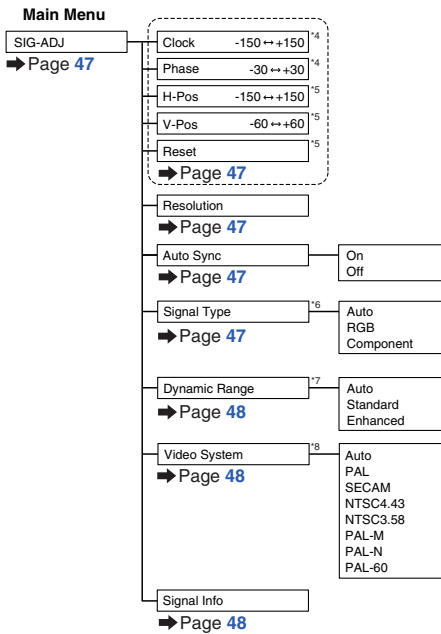 Main Menu
SIG-ADJ
➡Page 47
Clock -150↔+150 *4
Phase -30↔+30 *4
H-Pos -150↔+150 *5
V-Pos -60↔+60 *5
Reset *5
➡Page 47
Resolution
➡Page 47
Auto Sync
➡Page 47
On
Off
Signal Type *6
➡Page 47
Auto
RGB
Component
Dynamic Range *7
➡Page 48
Auto
Standard
Enhanced
Video System *8
➡Page 48
Auto
PAL
SECAM
NTSC4.43
NTSC3.58
PAL-M
PAL-N
PAL-60
Signal Info
➡Page 48